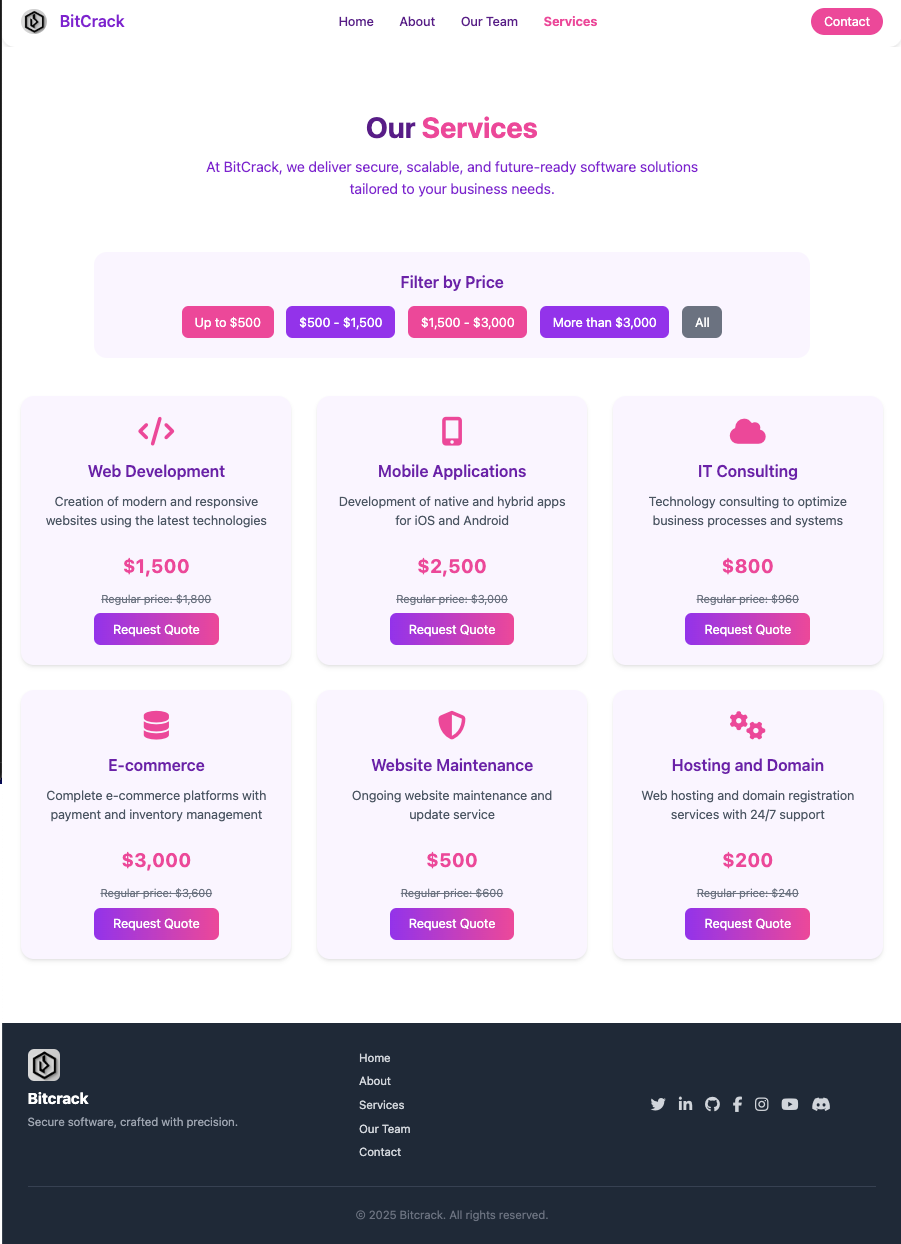 BitCrack
Home About Our Team Services
Contact
Our Services
At BitCrack, we deliver secure, scalable, and future-ready software solutions
tailored to your business needs.
Filter by Price
Up to $500
$500 - $1,500
$1,500 - $3,000
More than $3,000
All
Web Development
Creation of modern and responsive
websites using the latest technologies
$1,500
Regular price: $1,800
Request Quote
Mobile Applications
Development of native and hybrid apps
for iOS and Android
$2,500
Regular price: $3,000
Request Quote
IT Consulting
Technology consulting to optimize
business processes and systems
$800
Regular price: $960
Request Quote
E-commerce
Complete e-commerce platforms with
payment and inventory management
$3,000
Regular price: $3,600
Request Quote
Website Maintenance
Ongoing website maintenance and
update service
$500
Regular price: $600
Request Quote
Hosting and Domain
Web hosting and domain registration
services with 24/7 support
$200
Regular price: $240
Request Quote
Bitcrack
Secure software, crafted with precision.
Home
About
Services
Our Team
Contact
© 2025 Bitcrack. All rights reserved.